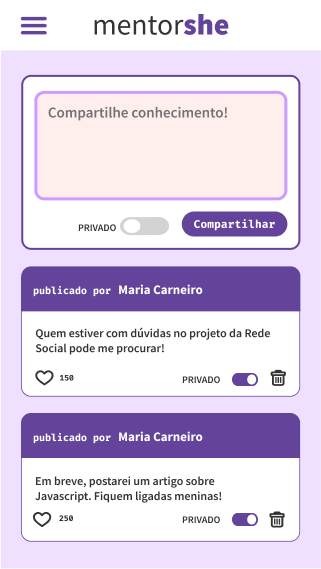 mentorshe
Compartilhe conhecimento!
PRIVADO
Compartilhar
publicado por Maria Carneiro
Quem estiver com dúvidas no projeto da Rede
Social pode me procurar!
150
PRIVADO
publicado por Maria Carneiro
Em breve, postarei um artigo sobre
Javascript. Fiquem ligadas meninas!
250
PRIVADO